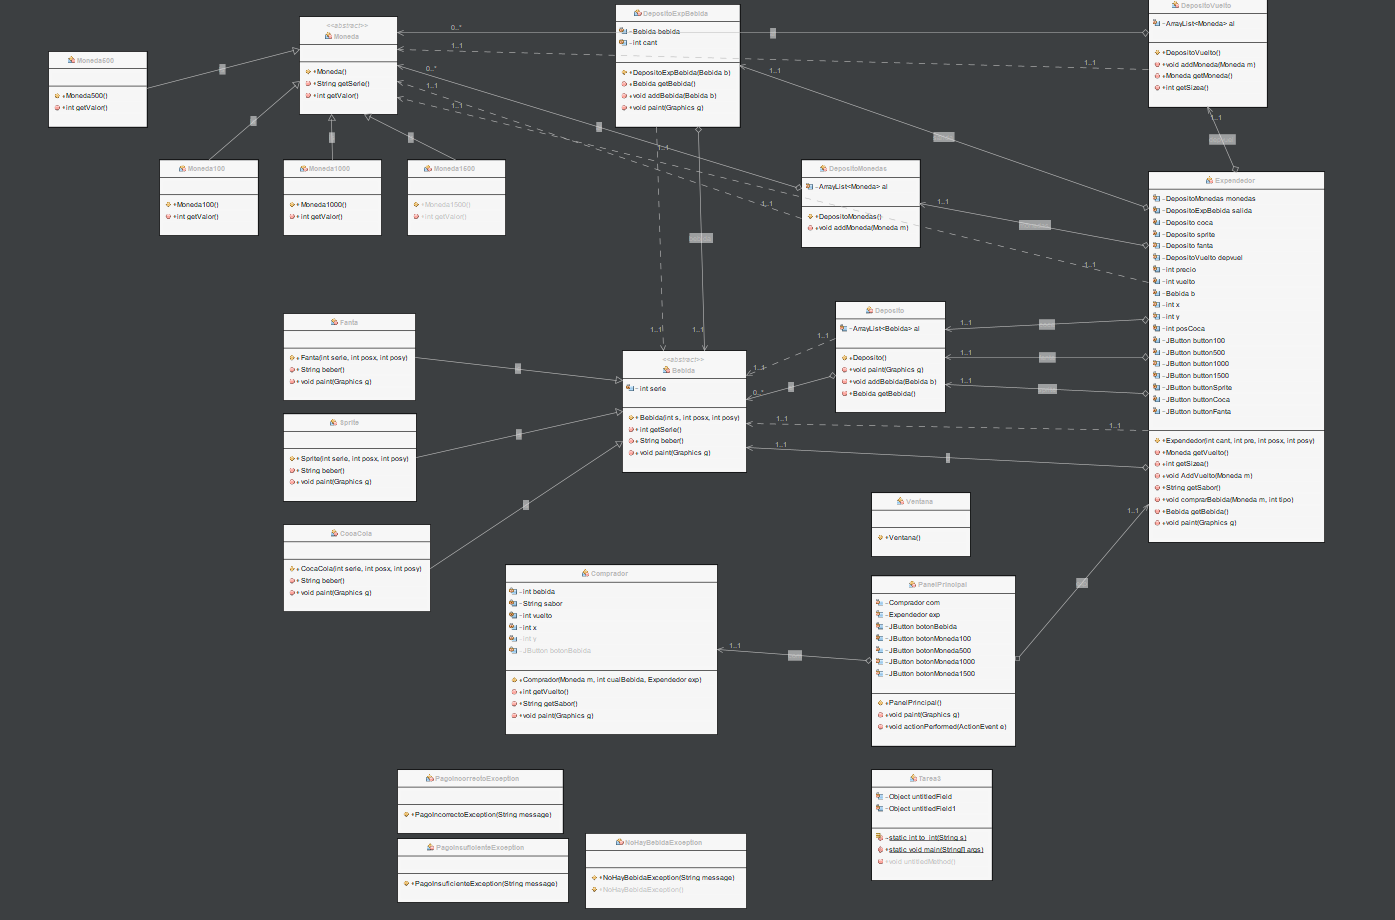 <<abstract>>
Moneda
+Moneda()
+String getSerie()
+int getValor()
Moneda500
+Moneda500()
+int getValor()
Moneda100
+Moneda100()
+int getValor()
Moneda1000
+Moneda1000()
+int getValor()
Moneda1500
+Moneda1500()
+int getValor()
DepositoExpBebida
-Bebida bebida
-int cant
+DepositoExpBebida(Bebida b)
+Bebida getBebida()
+void addBebida(Bebida b)
+void paint(Graphics g)
DepositoVuelto
-ArrayList<Moneda> al
+DepositoVuelto()
+void addMoneda(Moneda m)
+Moneda getMoneda()
+int getSizea()
DepositoMonedas
-ArrayList<Moneda> al
+DepositoMonedas()
+void addMoneda(Moneda m)
Expendedor
-DepositoMonedas monedas
-DepositoExpBebida salida
-Deposito coca
-Deposito sprite
-Deposito fanta
-DepositoVuelto depvuel
-int precio
-int vuelto
-Bebida b
-int x
-int y
-int posCoca
-JButton button100
-JButton button500
-JButton button1000
-JButton button1500
-JButton buttonSprite
-JButton buttonCoca
-JButton buttonFanta
+Expendedor(int cant, int pre, int posx, int posy)
+Moneda getVuelto()
+int getSizea()
+void AddVuelto(Moneda m)
+String getSabor()
+void comprarBebida(Moneda m, int tipo)
+Bebida getBebida()
+void paint(Graphics g)
Deposito
-ArrayList<Bebida> al
+Deposito()
+void paint(Graphics g)
+void addBebida(Bebida b)
+Bebida getBebida()
Fanta
+Fanta(int serie, int posx, int posy)
+String beber()
+void paint(Graphics g)
<<abstract>>
Bebida
-int serie
+Bebida(int s, int posx, int posy)
+int getSerie()
+String beber()
+void paint(Graphics g)
Sprite
+Sprite(int serie, int posx, int posy)
+String beber()
+void paint(Graphics g)
CocaCola
+CocaCola(int serie, int posx, int posy)
+String beber()
+void paint(Graphics g)
Ventana
+Ventana()
Comprador
-int bebida
-String sabor
-int vuelto
-int x
-int y
-JButton botonBebida
+Comprador(Moneda m, int cualBebida, Expendedor exp)
+int getVuelto()
+String getSabor()
+void paint(Graphics g)
PanelPrincipal
-Comprador com
-Expendedor exp
-JButton botonBebida
-JButton botonMoneda100
-JButton botonMoneda500
-JButton botonMoneda1000
-JButton botonMoneda1500
+PanelPrincipal()
+void paint(Graphics g)
+void actionPerformed(ActionEvent e)
PagoIncorrectoException
+PagoIncorrectoException(String message)
PagoInsuficienteException
+PagoInsuficienteException(String message)
NoHayBebidaException
+NoHayBebidaException(String message)
+NoHayBebidaException()
Tarea3
-Object untitledField
-Object untitledField1
-static int to_int(String s)
+static void main(String[] args)
+void untitledMethod()
0..*
1..1
1..1
0..*
1..1
1..1
1..1
1..1
1..1
1..1
1..1
1..1
1..1
1..1
1..1
1..1
0..*
1..1
1..1
1..1
1..1
1..1
1..1
1..1
1..1